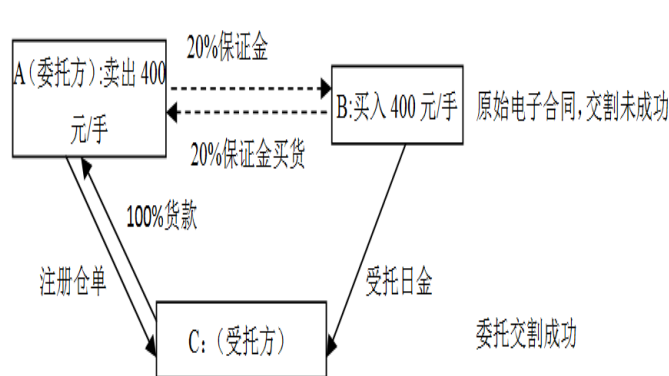 20%保证金
A（委托方）:卖出 400
元/手
B:买入 400 元/手
原始电子合同，交割未成功
20%保证金买货
100%货款
注册仓单
受托日金
C:（受托方）
委托交割成功